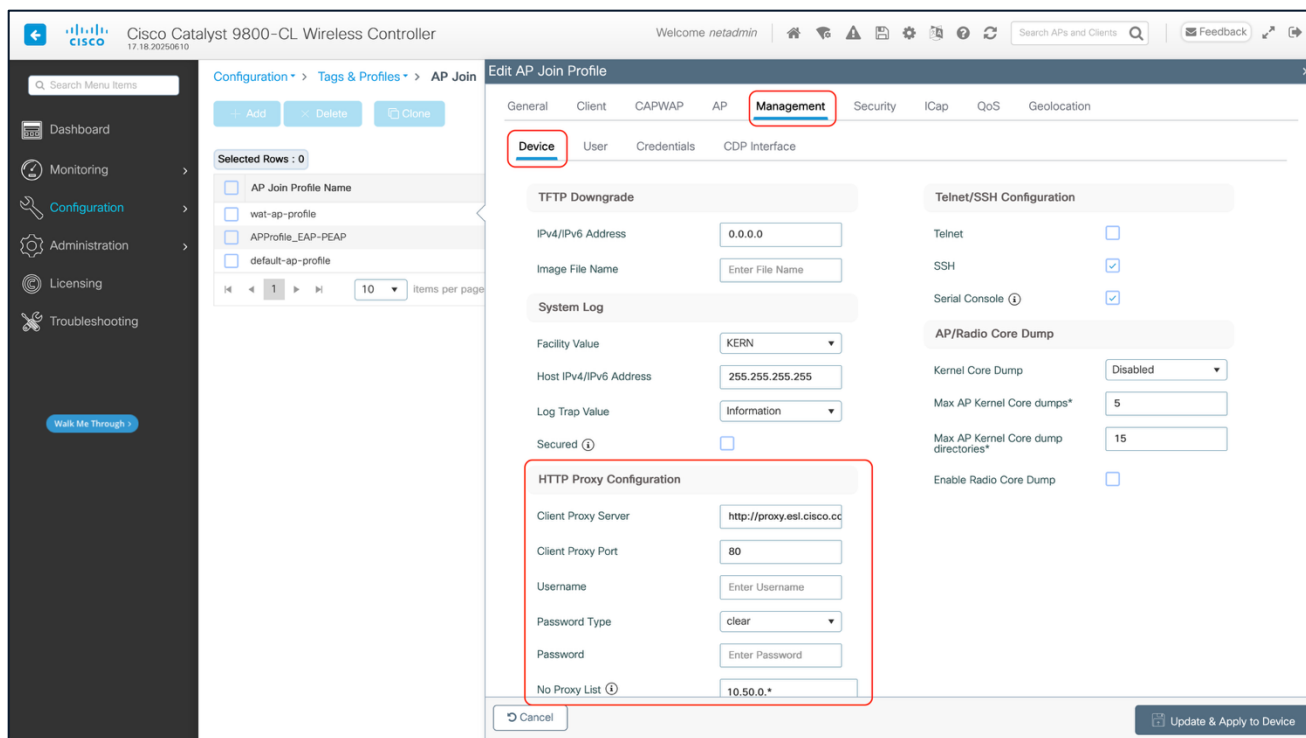 Cisco Catalyst 9800-CL Wireless Controller
17.18.20250610
CISCO
Welcome netadmin
Search APs and Clients
Feedback
Search Menu Items
Dashboard
Monitoring
Configuration
Administration
Licensing
Troubleshooting
Walk Me Through >
Configuration > Tags & Profiles > AP Join
+ Add
× Delete
Clone
Selected Rows : 0
AP Join Profile Name
wat-ap-profile
APProfile_EAP-PEAP
default-ap-profile
1
10
items per page
Edit AP Join Profile
General Client CAPWAP AP Management Security ICap QoS Geolocation
Device User Credentials CDP Interface
TFTP Downgrade
IPv4/IPv6 Address 0.0.0.0
Image File Name Enter File Name
System Log
Facility Value KERN
Host IPv4/IPv6 Address 255.255.255.255
Log Trap Value Information
Secured
HTTP Proxy Configuration
Client Proxy Server http://proxy.esl.cisco.cc
Client Proxy Port 80
Username Enter Username
Password Type clear
Password Enter Password
No Proxy List 10.50.0.*
Telnet/SSH Configuration
Telnet
SSH
Serial Console
AP/Radio Core Dump
Kernel Core Dump Disabled
Max AP Kernel Core dumps* 5
Max AP Kernel Core dump 15
directories*
Enable Radio Core Dump
Cancel
Update & Apply to Device